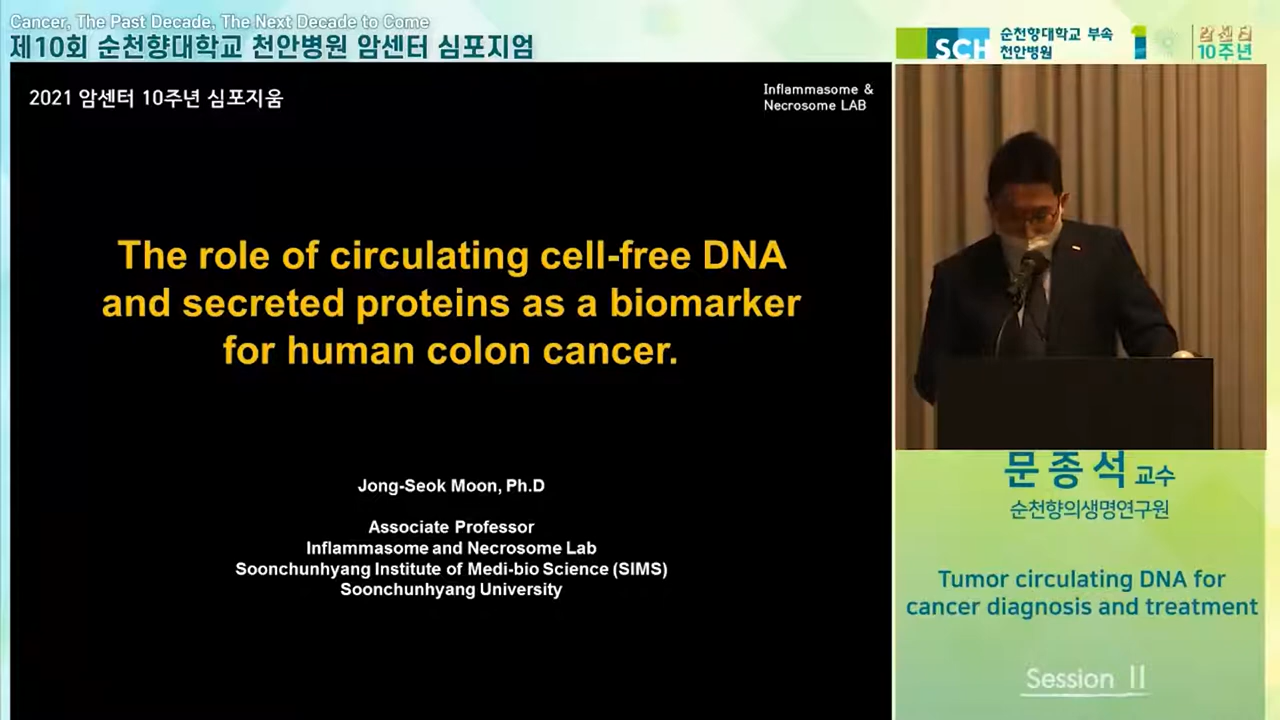 Cancer, The Past Decade, The Next Decade to Come
제10회 순천향대학교 천안병원 암센터 심포지엄
SCH
순천향대학교 부속
천안병원
암센터
10주년
2021 암센터 10주년 심포지움
Inflammasome &
Necrosome LAB
The role of circulating cell-free DNA
and secreted proteins as a biomarker
for human colon cancer.
Jong-Seok Moon, Ph.D
Associate Professor
Inflammasome and Necrosome Lab
Soonchunhyang Institute of Medi-bio Science (SIMS)
Soonchunhyang University
문종석 교수
순천향의생명연구원
Tumor circulating DNA for
cancer diagnosis and treatment
Session II